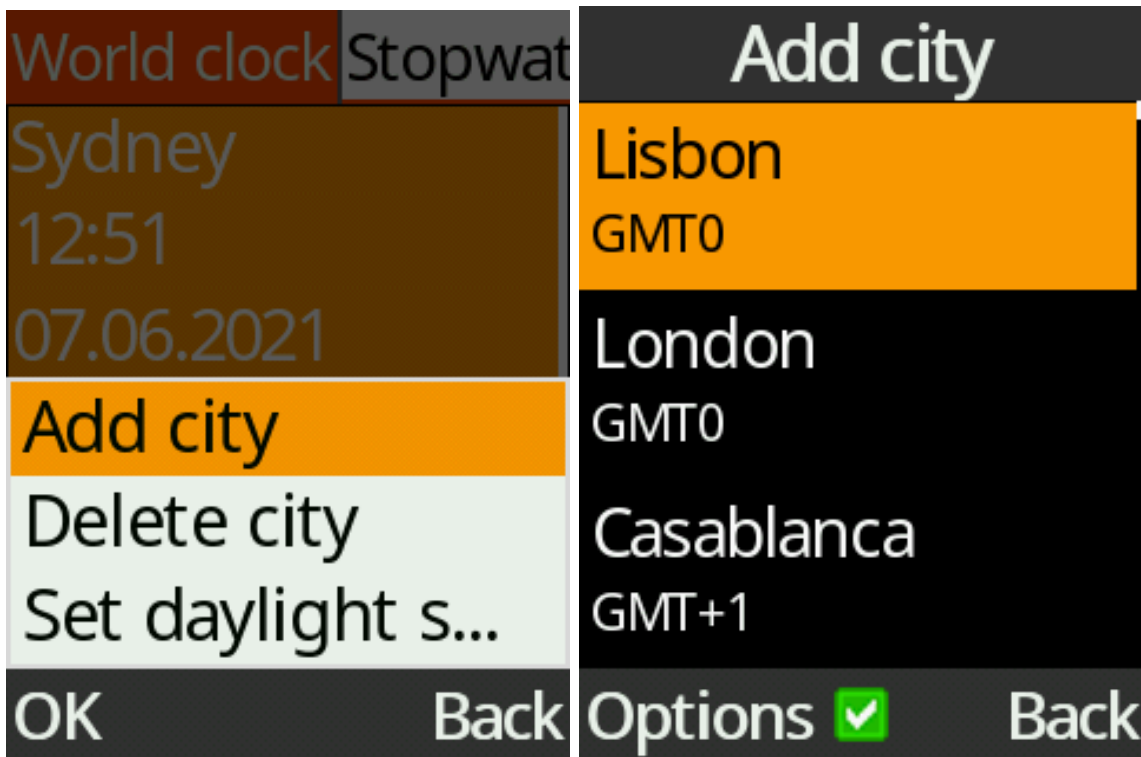 World clock Stopwat
Sydney
12:51
07.06.2021
Add city
Delete city
Set daylight s...
OK Back
Add city
Lisbon
GMT0
London
GMT0
Casablanca
GMT+1
Options Back